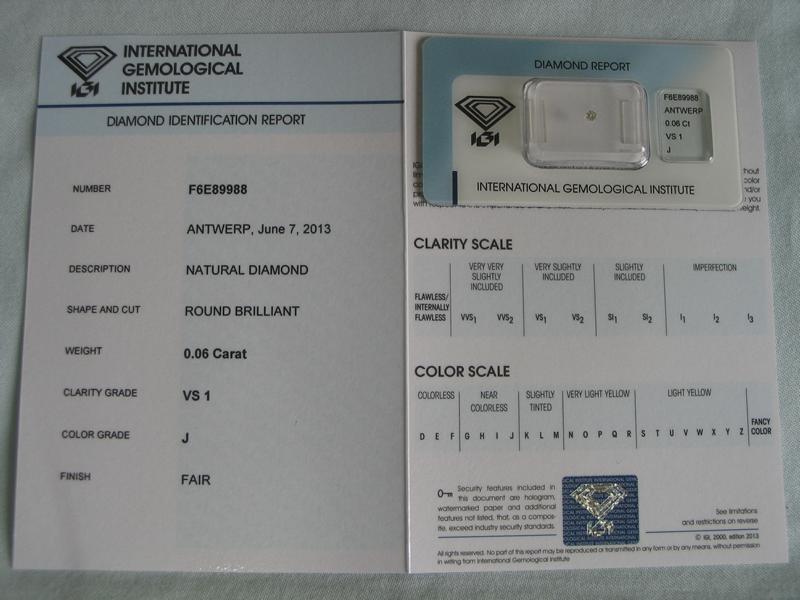 INTERNATIONAL
GEMOLOGICAL
INSTITUTE
IGI
DIAMOND IDENTIFICATION REPORT
NUMBER F6E89988
DATE ANTWERP, June 7, 2013
DESCRIPTION NATURAL DIAMOND
SHAPE AND CUT ROUND BRILLIANT
WEIGHT 0.06 Carat
CLARITY GRADE VS 1
COLOR GRADE J
FINISH FAIR
DIAMOND REPORT
IGI
F6E89988
ANTWERP
0.06 Ct
VS 1
J
INTERNATIONAL GEMOLOGICAL INSTITUTE
CLARITY SCALE
FLAWLESS/
INTERNALLY
FLAWLESS
VERY VERY
SLIGHTLY
INCLUDED
VERY SLIGHTLY
INCLUDED
SLIGHTLY
INCLUDED
IMPERFECTION
VVS1 VVS2 VS1 VS2 SI1 SI2 I1 I2 I3
COLOR SCALE
COLORLESS
NEAR
COLORLESS
SLIGHTLY
TINTED
VERY LIGHT YELLOW
LIGHT YELLOW
FANCY
COLOR
D E F G H I J K L M N O P Q R S T U V W X Y Z
Security features included in
this document are hologram,
watermarked paper and additional
features not listed, that, as a compos-
ite, exceed industry security standards.
See limitations
and restrictions on reverse
© IGI, 2000, edition 2013
All rights reserved. No part of this report may be reproduced or transmitted in any form or by any means, without permission
in writing from International Gemological Institute